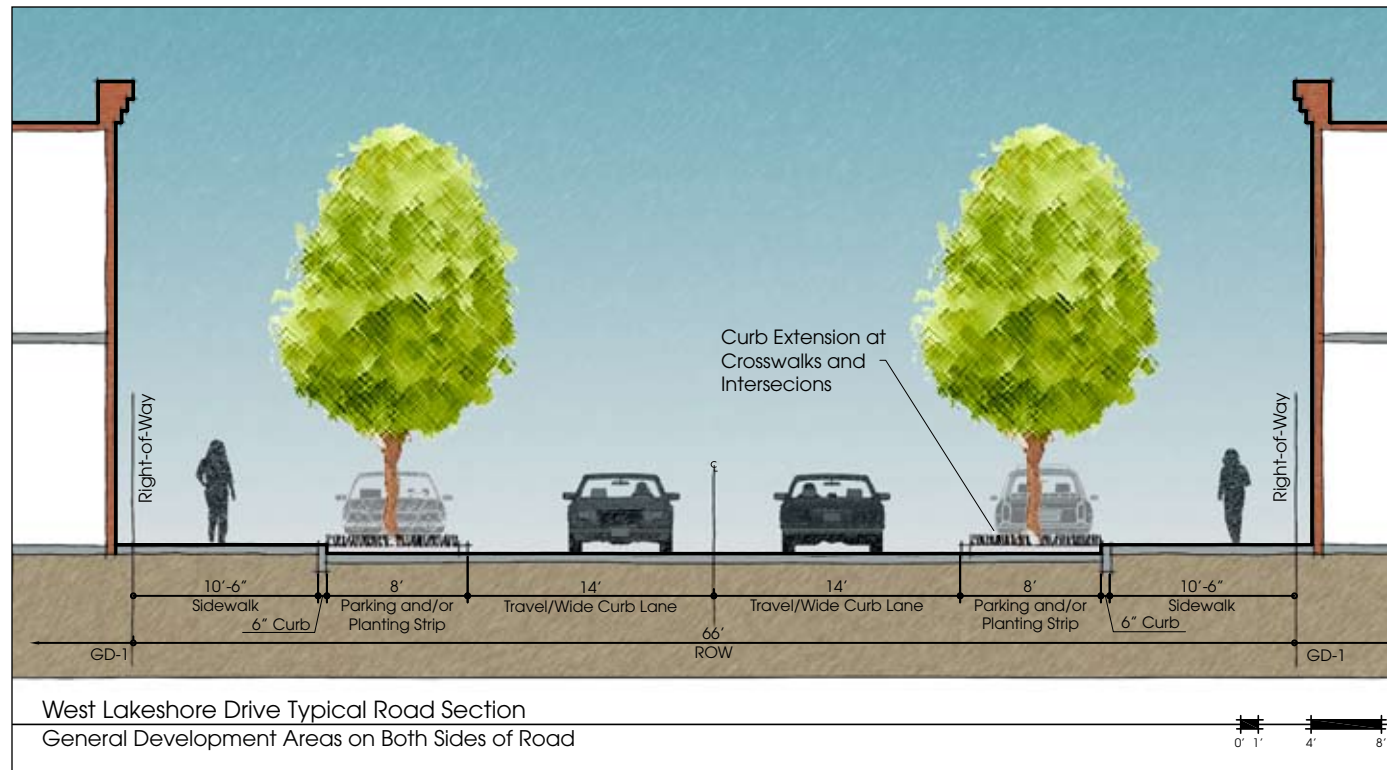 Curb Extension at
Crosswalks and
Intersecions
Right-of-Way
Right-of-Way
℄
10'-6"
8'
14'
14'
8'
10'-6"
Sidewalk
Parking and/or
Planting Strip
Travel/Wide Curb Lane
Travel/Wide Curb Lane
Parking and/or
Planting Strip
Sidewalk
6" Curb
6" Curb
66'
ROW
GD-1
GD-1
West Lakeshore Drive Typical Road Section
General Development Areas on Both Sides of Road
0' 1' 4' 8'